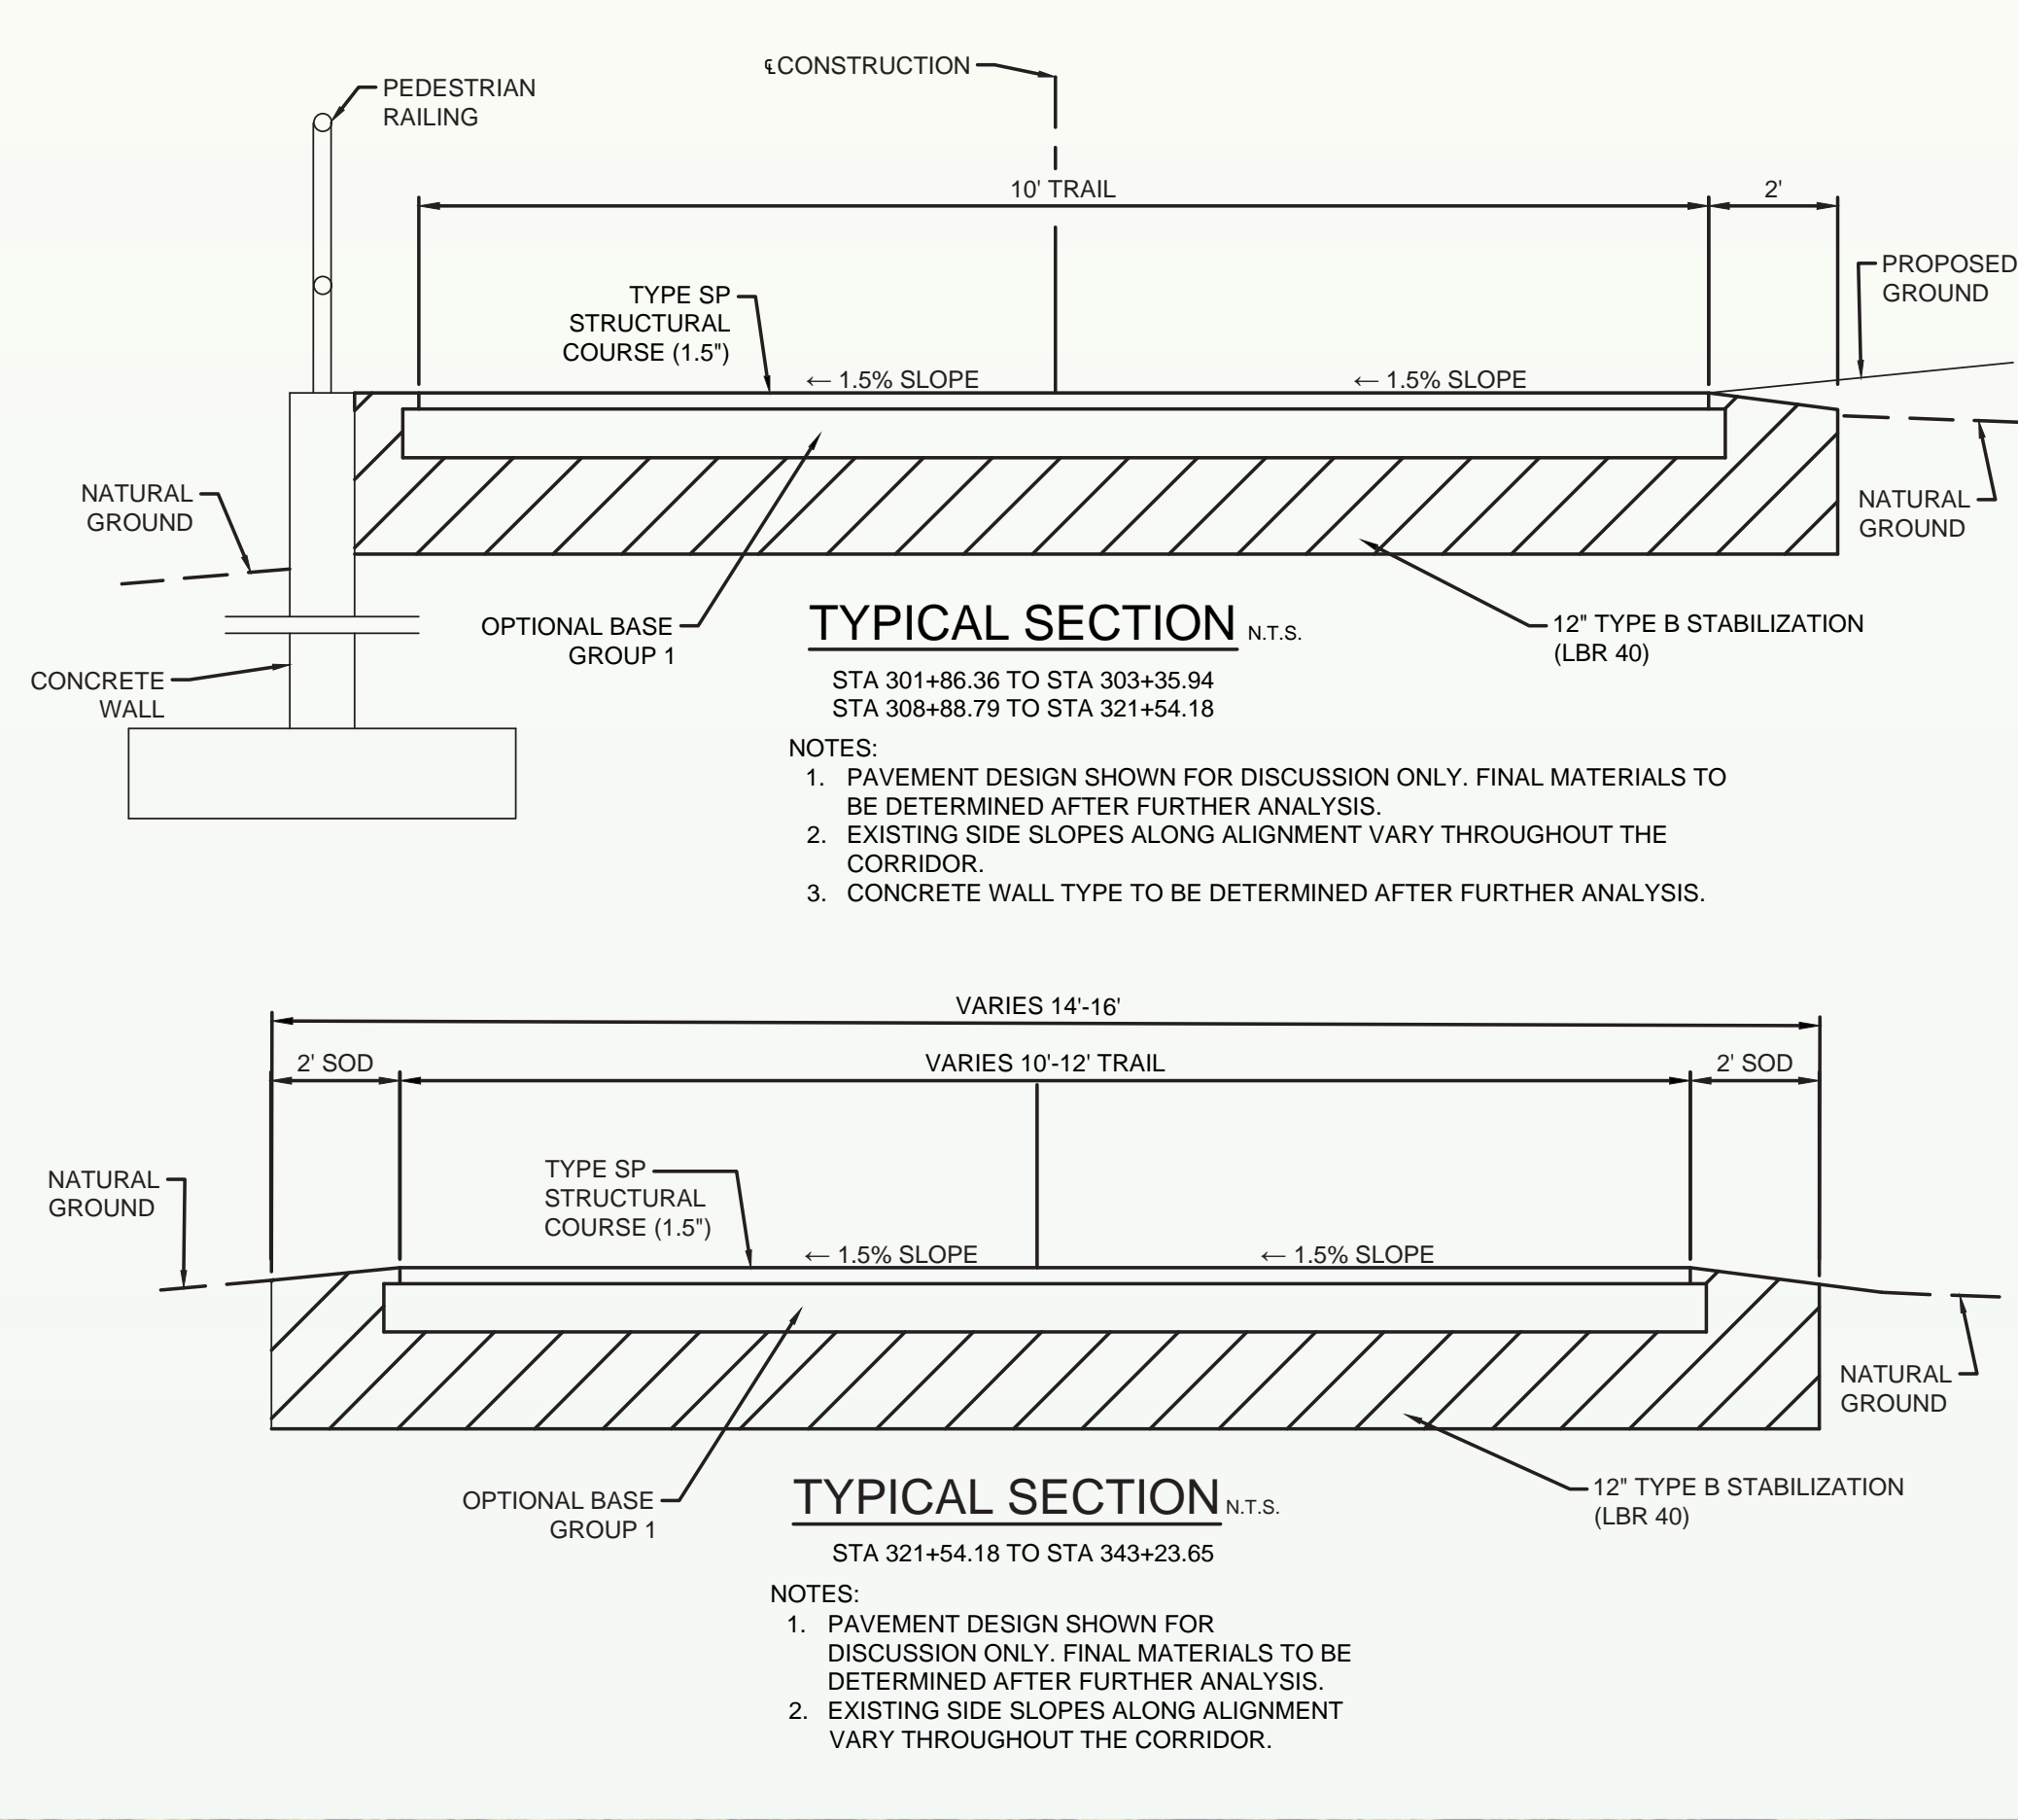 ℄CONSTRUCTION
PEDESTRIAN
RAILING
10' TRAIL
2'
PROPOSED
GROUND
TYPE SP
STRUCTURAL
COURSE (1.5")
← 1.5% SLOPE
← 1.5% SLOPE
NATURAL
GROUND
NATURAL
GROUND
OPTIONAL BASE
GROUP 1
12" TYPE B STABILIZATION
(LBR 40)
CONCRETE
WALL
TYPICAL SECTION N.T.S.
STA 301+86.36 TO STA 303+35.94
STA 308+88.79 TO STA 321+54.18
NOTES:
1. PAVEMENT DESIGN SHOWN FOR DISCUSSION ONLY. FINAL MATERIALS TO
BE DETERMINED AFTER FURTHER ANALYSIS.
2. EXISTING SIDE SLOPES ALONG ALIGNMENT VARY THROUGHOUT THE
CORRIDOR.
3. CONCRETE WALL TYPE TO BE DETERMINED AFTER FURTHER ANALYSIS.
VARIES 14'-16'
2' SOD
VARIES 10'-12' TRAIL
2' SOD
NATURAL
GROUND
TYPE SP
STRUCTURAL
COURSE (1.5")
← 1.5% SLOPE
← 1.5% SLOPE
NATURAL
GROUND
OPTIONAL BASE
GROUP 1
12" TYPE B STABILIZATION
(LBR 40)
TYPICAL SECTION N.T.S.
STA 321+54.18 TO STA 343+23.65
NOTES:
1. PAVEMENT DESIGN SHOWN FOR
DISCUSSION ONLY. FINAL MATERIALS TO BE
DETERMINED AFTER FURTHER ANALYSIS.
2. EXISTING SIDE SLOPES ALONG ALIGNMENT
VARY THROUGHOUT THE CORRIDOR.